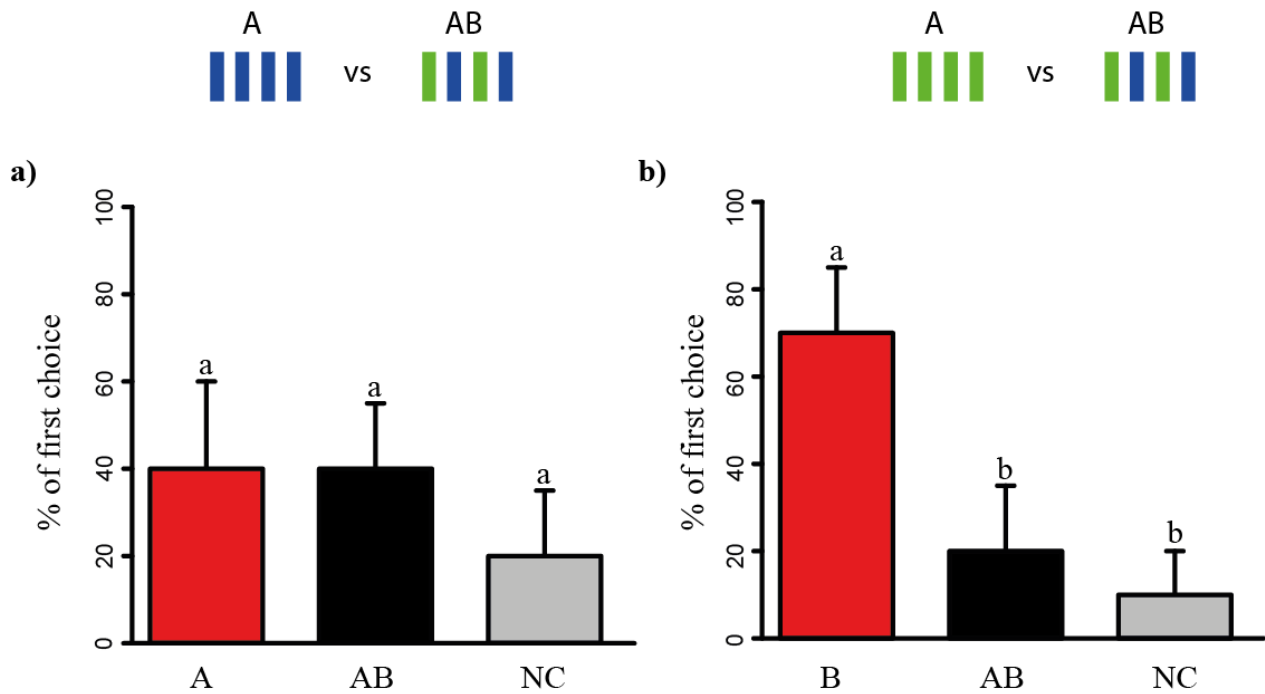 A AB
vs
A AB
vs
a)
% of first choice
100
80
60
40
20
0
a
a
a
A AB NC
b)
% of first choice
100
80
60
40
20
0
a
b
b
B AB NC